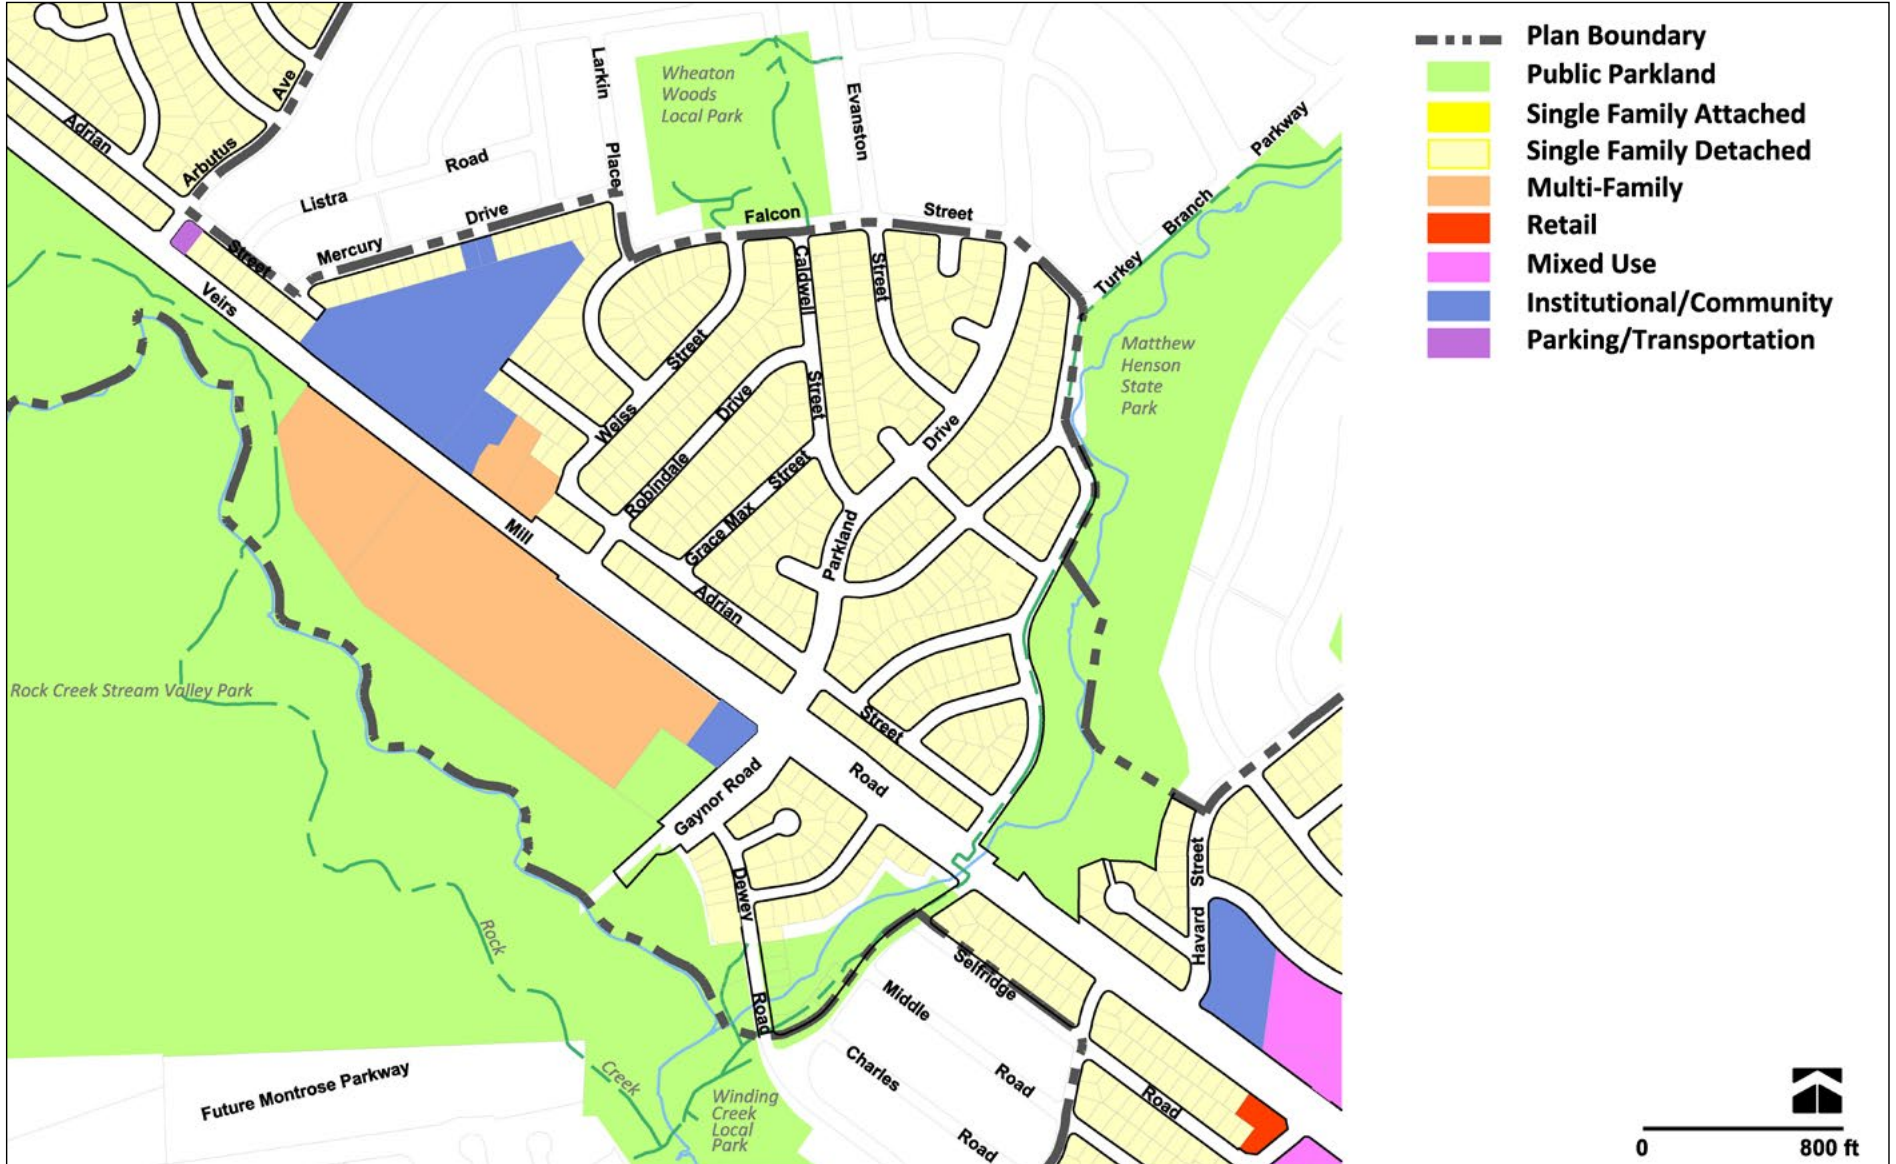 Plan Boundary
Public Parkland
Single Family Attached
Single Family Detached
Multi-Family
Retail
Mixed Use
Institutional/Community
Parking/Transportation
Wheaton
Woods
Local Park
Larkin
Place
Evanston
Street
Ave
Arbutus
Adrian
Street
Listra
Road
Mercury
Drive
Falcon
Street
Turkey
Branch
Parkway
Veirs
Mill
Road
Caldwell
Street
Weiss
Street
Robindale
Drive
Grace Max
Street
Parkland
Drive
Adrian
Street
Matthew
Henson
State
Park
Rock Creek Stream Valley Park
Gaynor Road
Dewey
Road
Havard
Street
Selfridge
Road
Middle
Road
Charles
Road
Rock
Creek
Winding
Creek
Local
Park
Future Montrose Parkway
0 800 ft